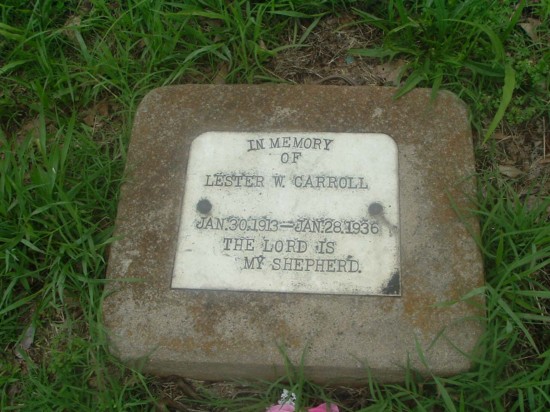 IN MEMORY
OF
LESTER W. CARROLL
JAN.30,1913—JAN.28,1936
THE LORD IS
MY SHEPHERD.